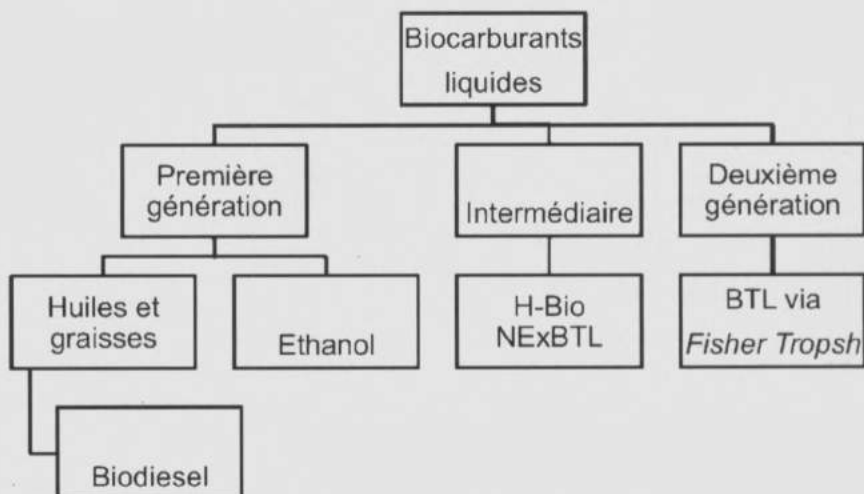 Biocarburants
liquides
Première
génération
Intermédiaire
Deuxième
génération
Huiles et
graisses
Ethanol
H-Bio
NExBTL
BTL via
Fisher Tropsh
Biodiesel